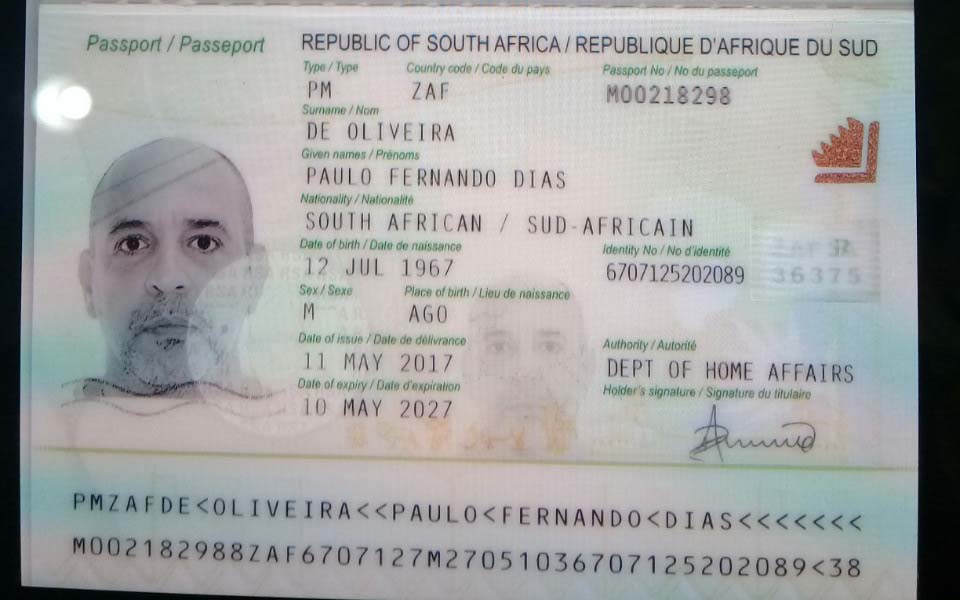 Passport / Passeport
REPUBLIC OF SOUTH AFRICA / REPUBLIQUE D'AFRIQUE DU SUD
Type / Type Country code / Code du pays Passport No / No du passeport
PM ZAF M00218298
Surname / Nom
DE OLIVEIRA
Given names / Prénoms
PAULO FERNANDO DIAS
Nationality / Nationalité
SOUTH AFRICAN / SUD-AFRICAIN
Date of birth / Date de naissance Identity No / No d'identité
12 JUL 1967 6707125202089
Sex / Sexe Place of birth / Lieu de naissance
M AGO
Date of issue / Date de délivrance Authority / Autorité
11 MAY 2017 DEPT OF HOME AFFAIRS
Date of expiry / Date d'expiration Holder's signature / Signature du titulaire
10 MAY 2027
PMZAFDE<OLIVEIRA<<PAULO<FERNANDO<DIAS<<<<<<<
M002182988ZAF6707127M27051036707125202089<38